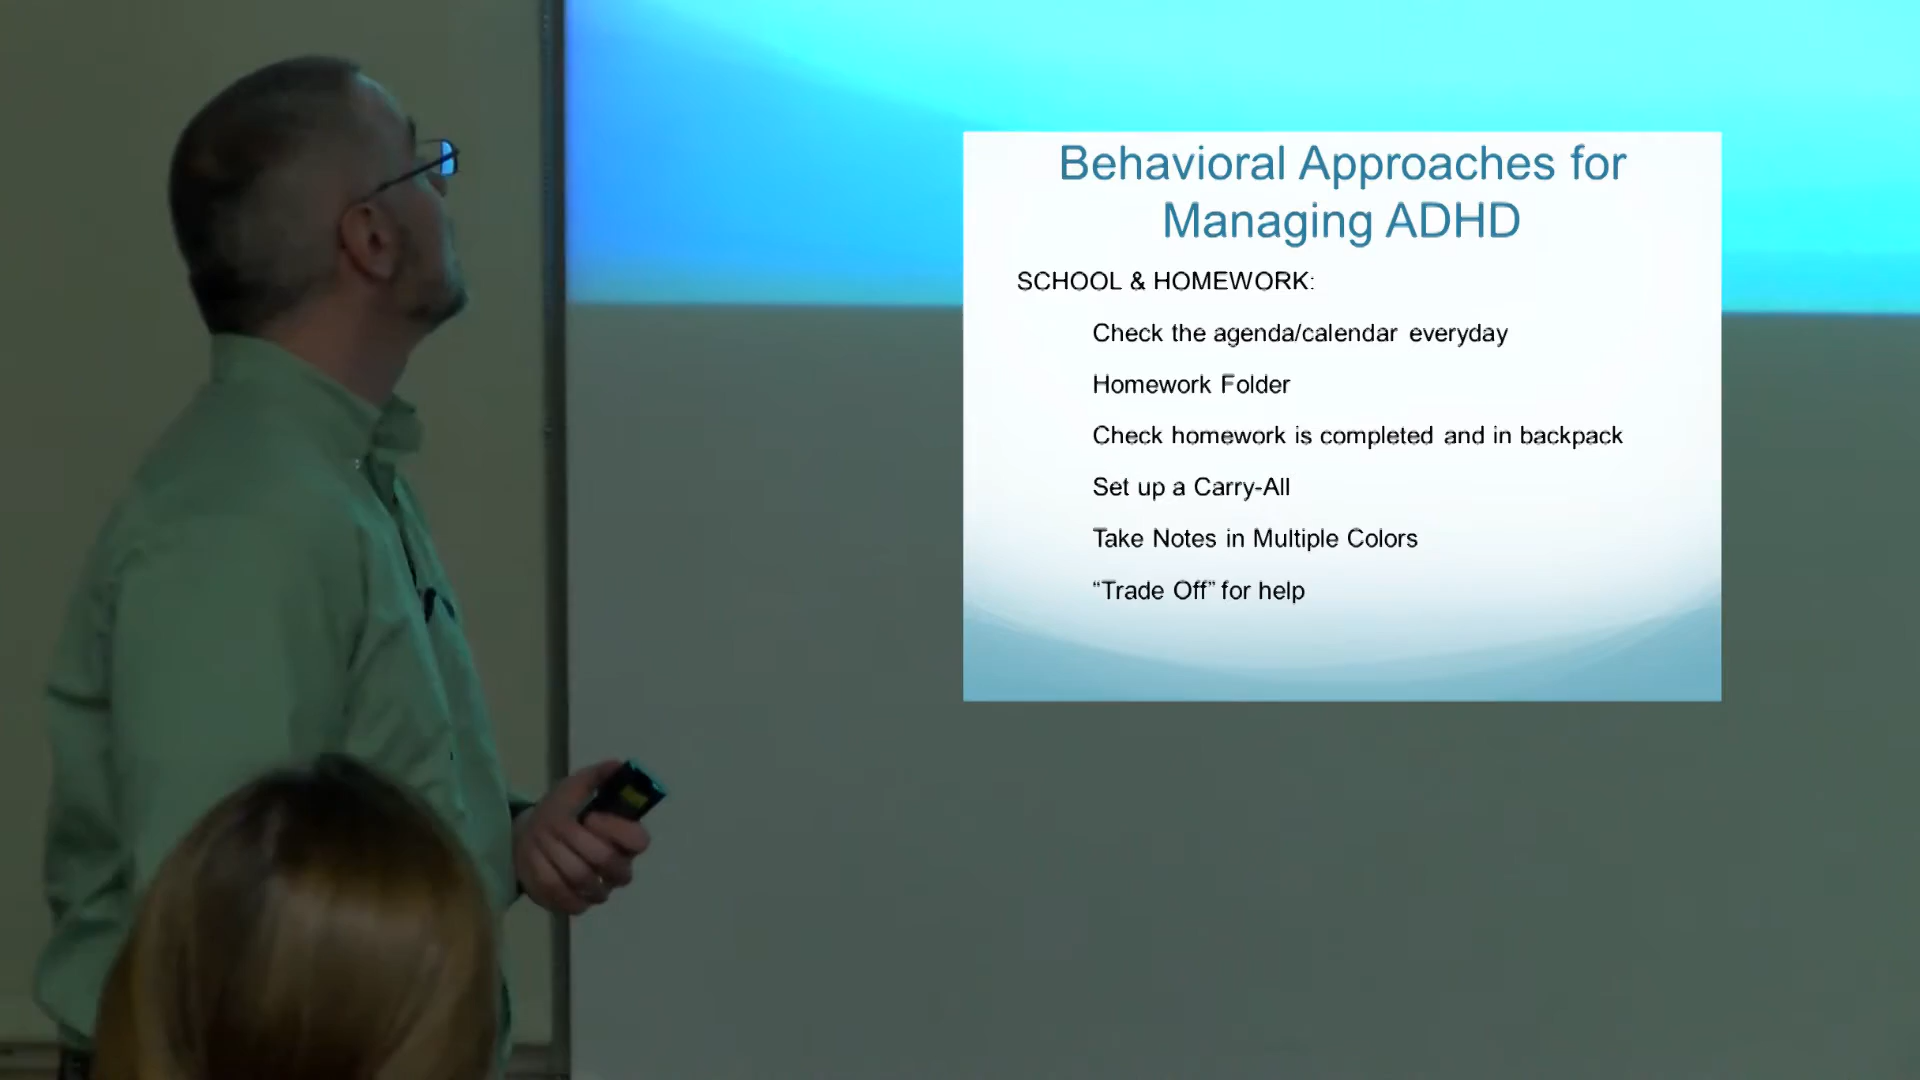 Behavioral Approaches for
Managing ADHD
SCHOOL & HOMEWORK:
Check the agenda/calendar everyday
Homework Folder
Check homework is completed and in backpack
Set up a Carry-All
Take Notes in Multiple Colors
“Trade Off” for help